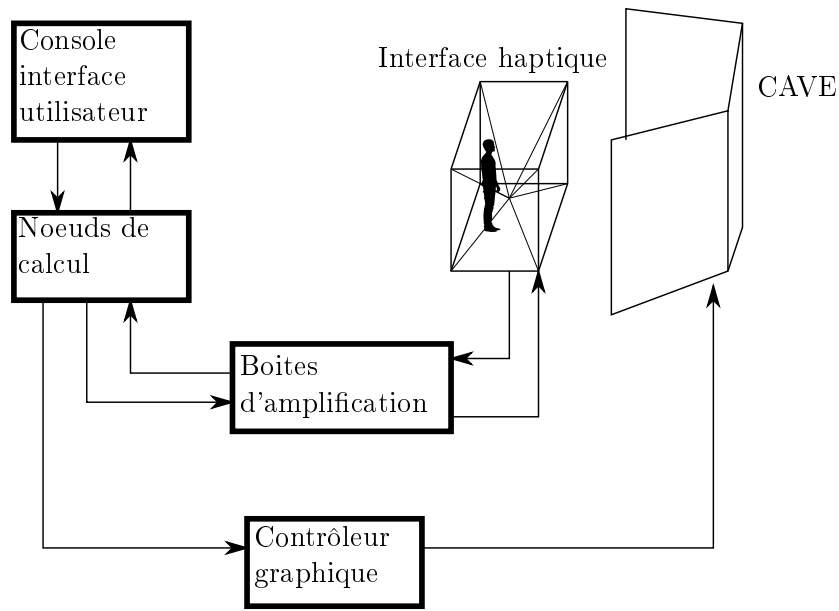 Console
interface
utilisateur
Interface haptique
CAVE
Noeuds de
calcul
Boites
d'amplification
Contrôleur
graphique